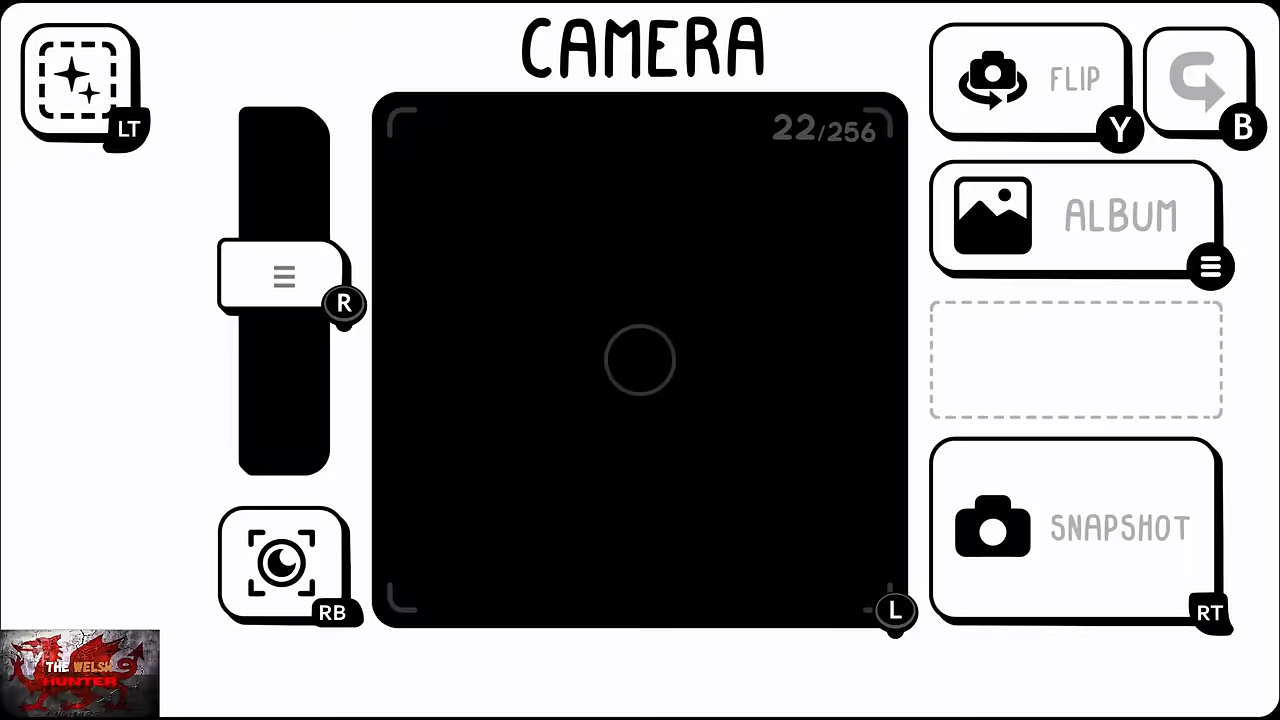 CAMERA
LT
22/256
FLIP
Y
B
ALBUM
R
SNAPSHOT
RB
L
RT
THE WELSH
HUNTER